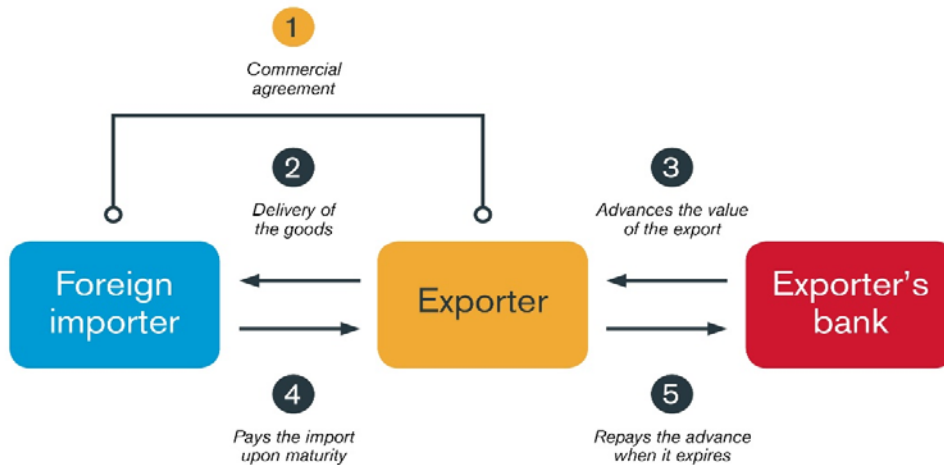 1
Commercial
agreement
2
Delivery of
the goods
3
Advances the value
of the export
Foreign
importer
Exporter
Exporter's
bank
4
Pays the import
upon maturity
5
Repays the advance
when it expires